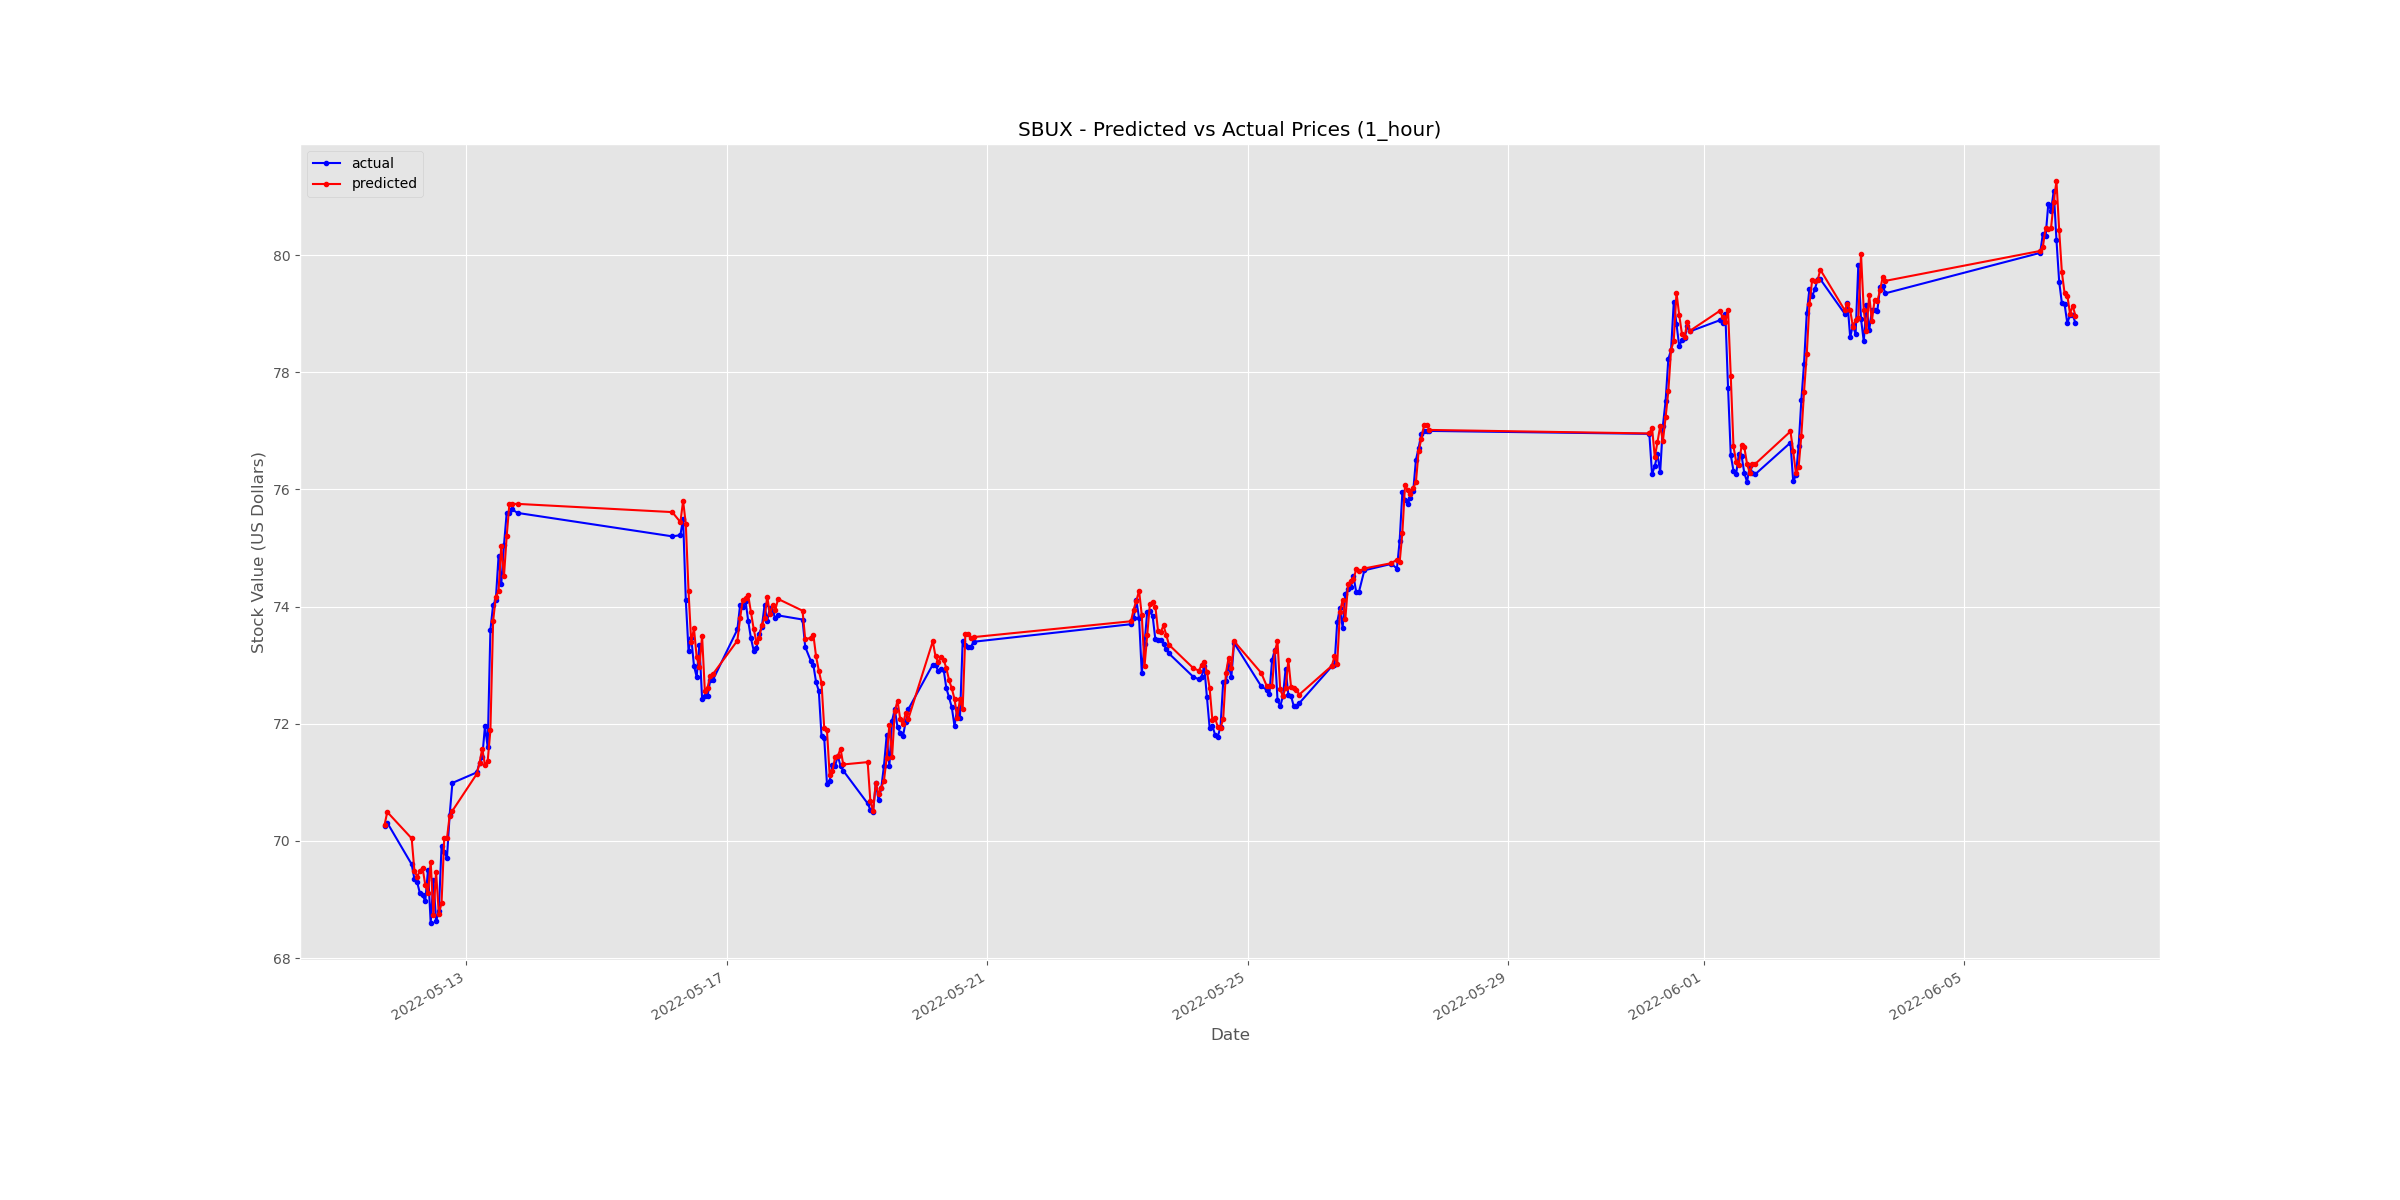 SBUX - Predicted vs Actual Prices (1_hour)
actual
predicted
80
78
76
74
72
70
68
Stock Value (US Dollars)
2022-05-13
2022-05-17
2022-05-21
2022-05-25
2022-05-29
2022-06-01
2022-06-05
Date